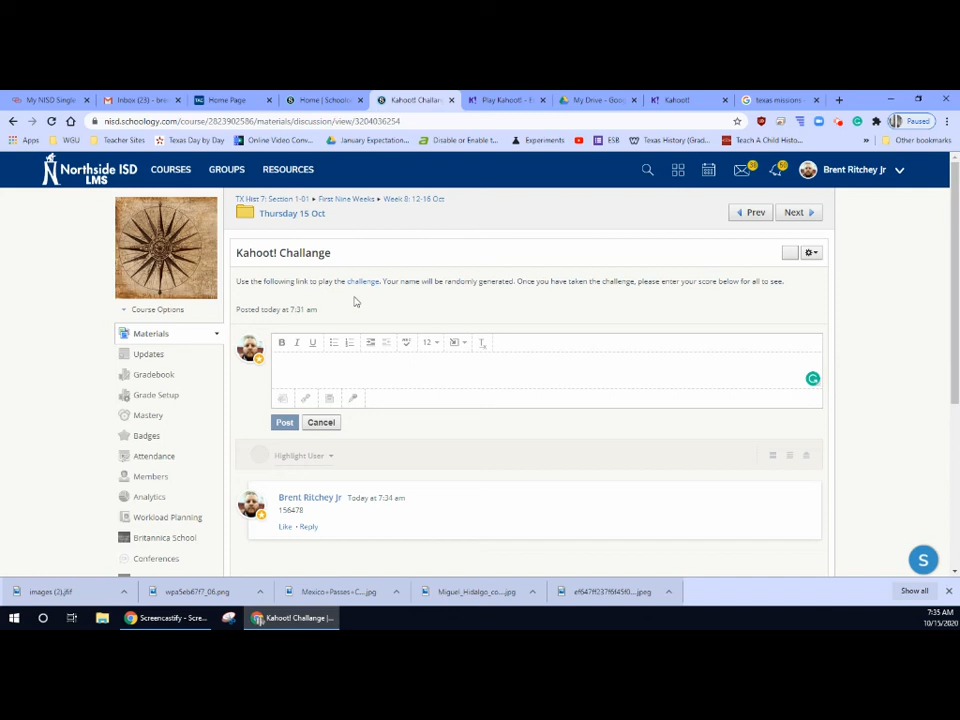 My NISD Single
Inbox (23) - bre
Home Page
Home | Schoolo
Kahoot! Challan
Play Kahoot! - E
My Drive - Goog
Kahoot!
texas missions -
nisd.schoology.com/course/2823902586/materials/discussion/view/3204036254
Paused
Apps
WGU
Teacher Sites
Texas Day by Day
Online Video Conv...
January Expectation...
Disable or Enable t...
Experiments
ESB
Texas History (Grad...
Teach A Child Histo...
»
Other bookmarks
Northside ISD
LMS
COURSES
GROUPS
RESOURCES
Brent Ritchey Jr
TX Hist 7: Section 1-01 ▸ First Nine Weeks ▸ Week 8: 12-16 Oct
Thursday 15 Oct
Prev
Next
Kahoot! Challange
Use the following link to play the challenge. Your name will be randomly generated. Once you have taken the challenge, please enter your score below for all to see.
Posted today at 7:31 am
Course Options
Materials
Updates
Gradebook
Grade Setup
Mastery
Badges
Attendance
Members
Analytics
Workload Planning
Britannica School
Conferences
B I U
12
Post
Cancel
Highlight User
Brent Ritchey Jr Today at 7:34 am
156478
Like · Reply
S
images (2).jfif
wpa5eb67f7_06.png
Mexico+Passes+C....jpg
Miguel_Hidalgo_co....jpg
ef647ff237f6f45f0....jpeg
Show all
Screencastify - Scre...
Kahoot! Challange |...
7:35 AM
10/15/2020